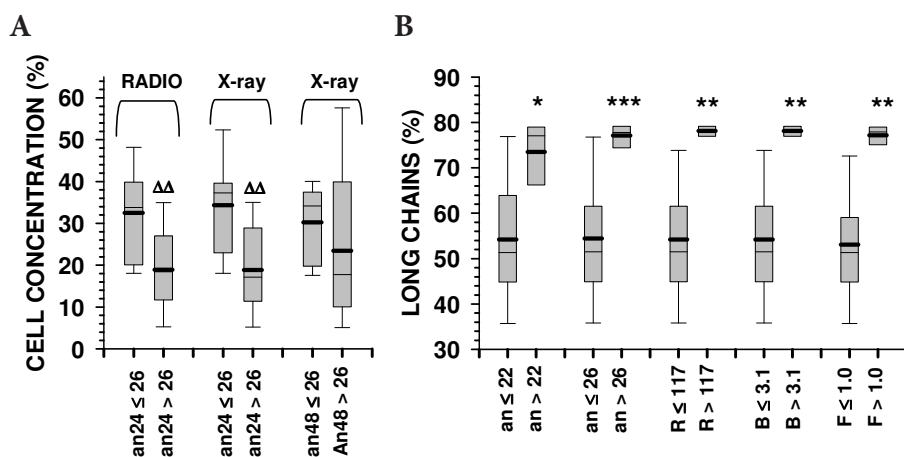 A
CELL CONCENTRATION (%)
60
50
40
30
20
10
0
RADIO
X-ray
X-ray
ΔΔ
ΔΔ
an24 ≤ 26
an24 > 26
an24 ≤ 26
an24 > 26
an48 ≤ 26
An48 > 26
B
LONG CHAINS (%)
90
80
70
60
50
40
30
*
***
**
**
**
an ≤ 22
an > 22
an ≤ 26
an > 26
R ≤ 117
R > 117
B ≤ 3.1
B > 3.1
F ≤ 1.0
F > 1.0